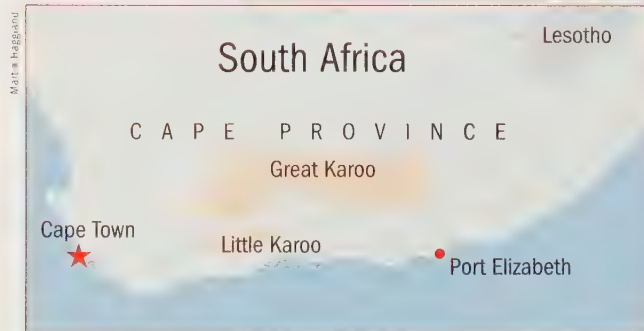 Lesotho
South Africa
CAPE PROVINCE
Great Karoo
Cape Town
Little Karoo
Port Elizabeth